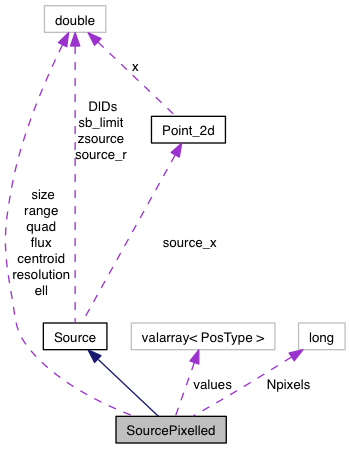 double
x
DIDs
sb_limit
zsource
source_r
Point_2d
size
range
quad
flux
centroid
resolution
ell
source_x
Source
valarray< PosType >
long
values
Npixels
SourcePixelled